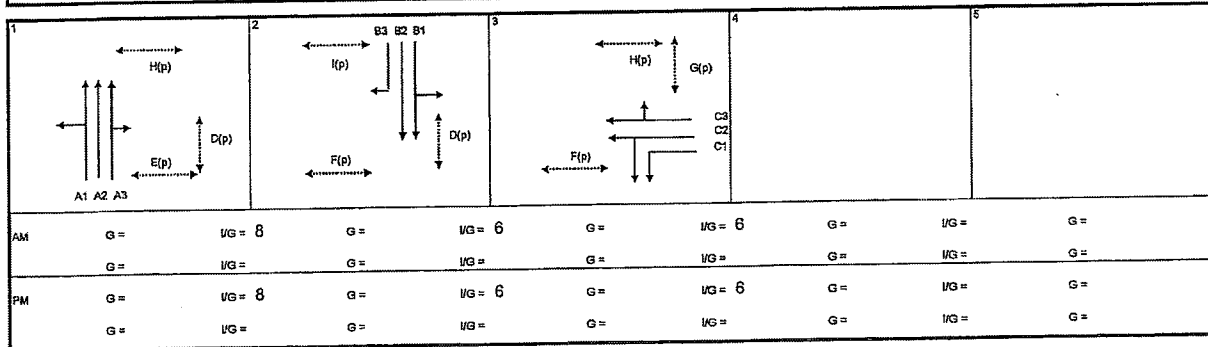 1 2 3 4 5
B3 B2 B1
H(p) I(p) H(p) G(p)
C3
D(p) D(p) C2
C1
E(p) F(p) F(p)
A1 A2 A3
AM G = I/G = 8 G = I/G = 6 G = I/G = 6 G = I/G = G =
G = I/G = G = I/G = G = I/G = G = I/G = G =
PM G = I/G = 8 G = I/G = 6 G = I/G = 6 G = I/G = G =
G = I/G = G = I/G = G = I/G = G = I/G = G =